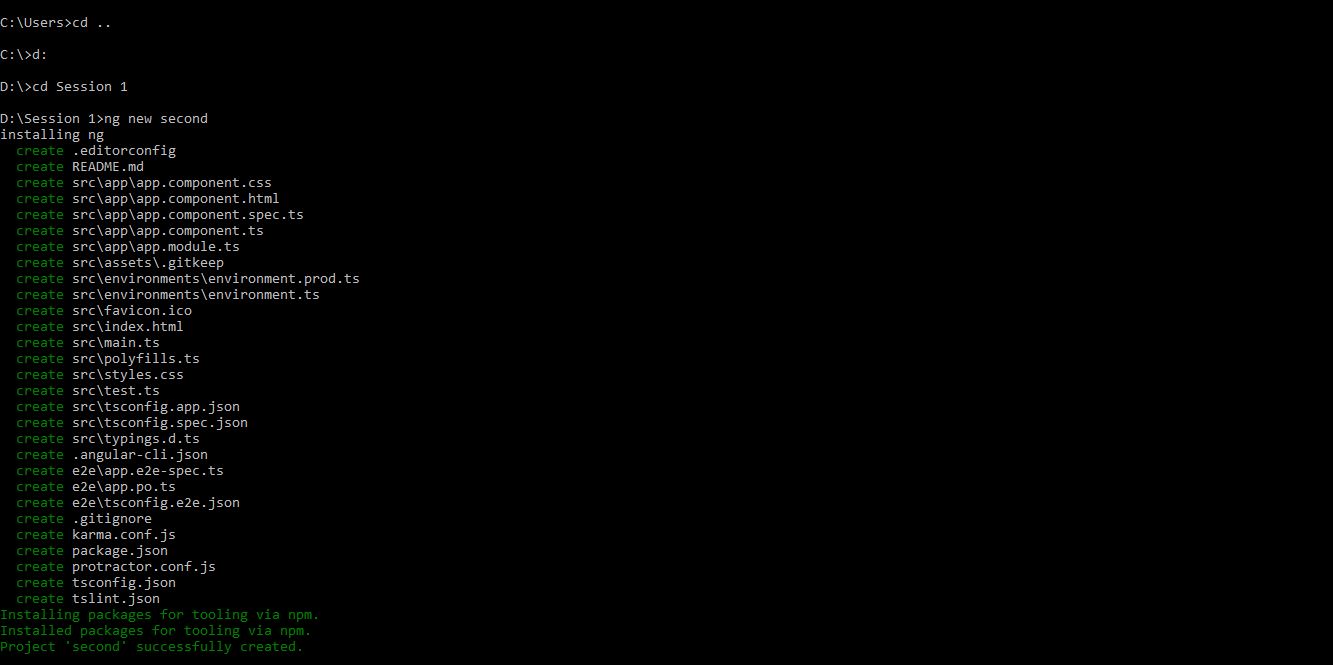 C:\Users>cd ..
C:\>d:
D:\>cd Session 1
D:\Session 1>ng new second
installing ng
  create .editorconfig
  create README.md
  create src\app\app.component.css
  create src\app\app.component.html
  create src\app\app.component.spec.ts
  create src\app\app.component.ts
  create src\app\app.module.ts
  create src\assets\.gitkeep
  create src\environments\environment.prod.ts
  create src\environments\environment.ts
  create src\favicon.ico
  create src\index.html
  create src\main.ts
  create src\polyfills.ts
  create src\styles.css
  create src\test.ts
  create src\tsconfig.app.json
  create src\tsconfig.spec.json
  create src\typings.d.ts
  create .angular-cli.json
  create e2e\app.e2e-spec.ts
  create e2e\app.po.ts
  create e2e\tsconfig.e2e.json
  create .gitignore
  create karma.conf.js
  create package.json
  create protractor.conf.js
  create tsconfig.json
  create tslint.json
Installing packages for tooling via npm.
Installed packages for tooling via npm.
Project 'second' successfully created.